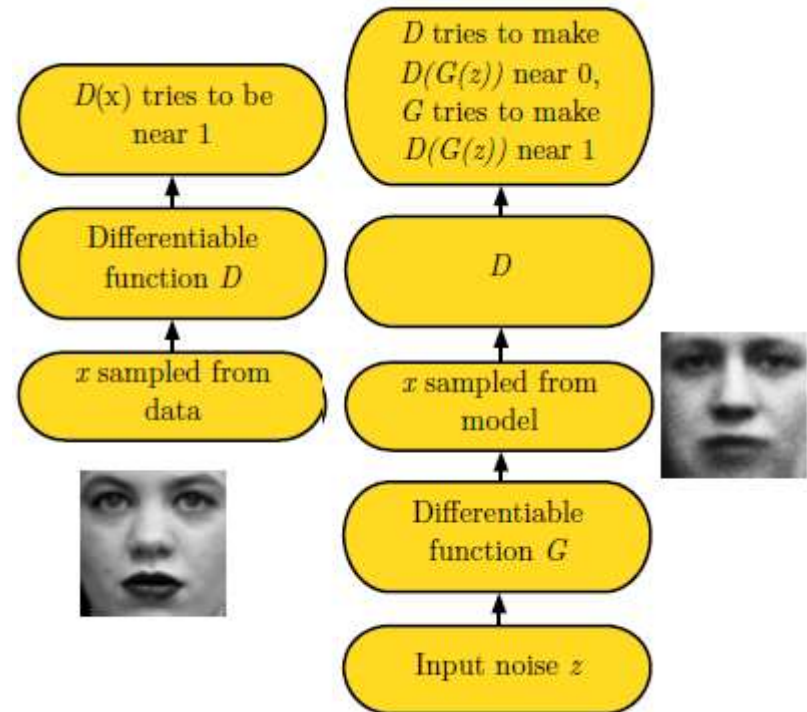 D(x) tries to be
near 1
Differentiable
function D
x sampled from
data
D tries to make
D(G(z)) near 0,
G tries to make
D(G(z)) near 1
D
x sampled from
model
Differentiable
function G
Input noise z